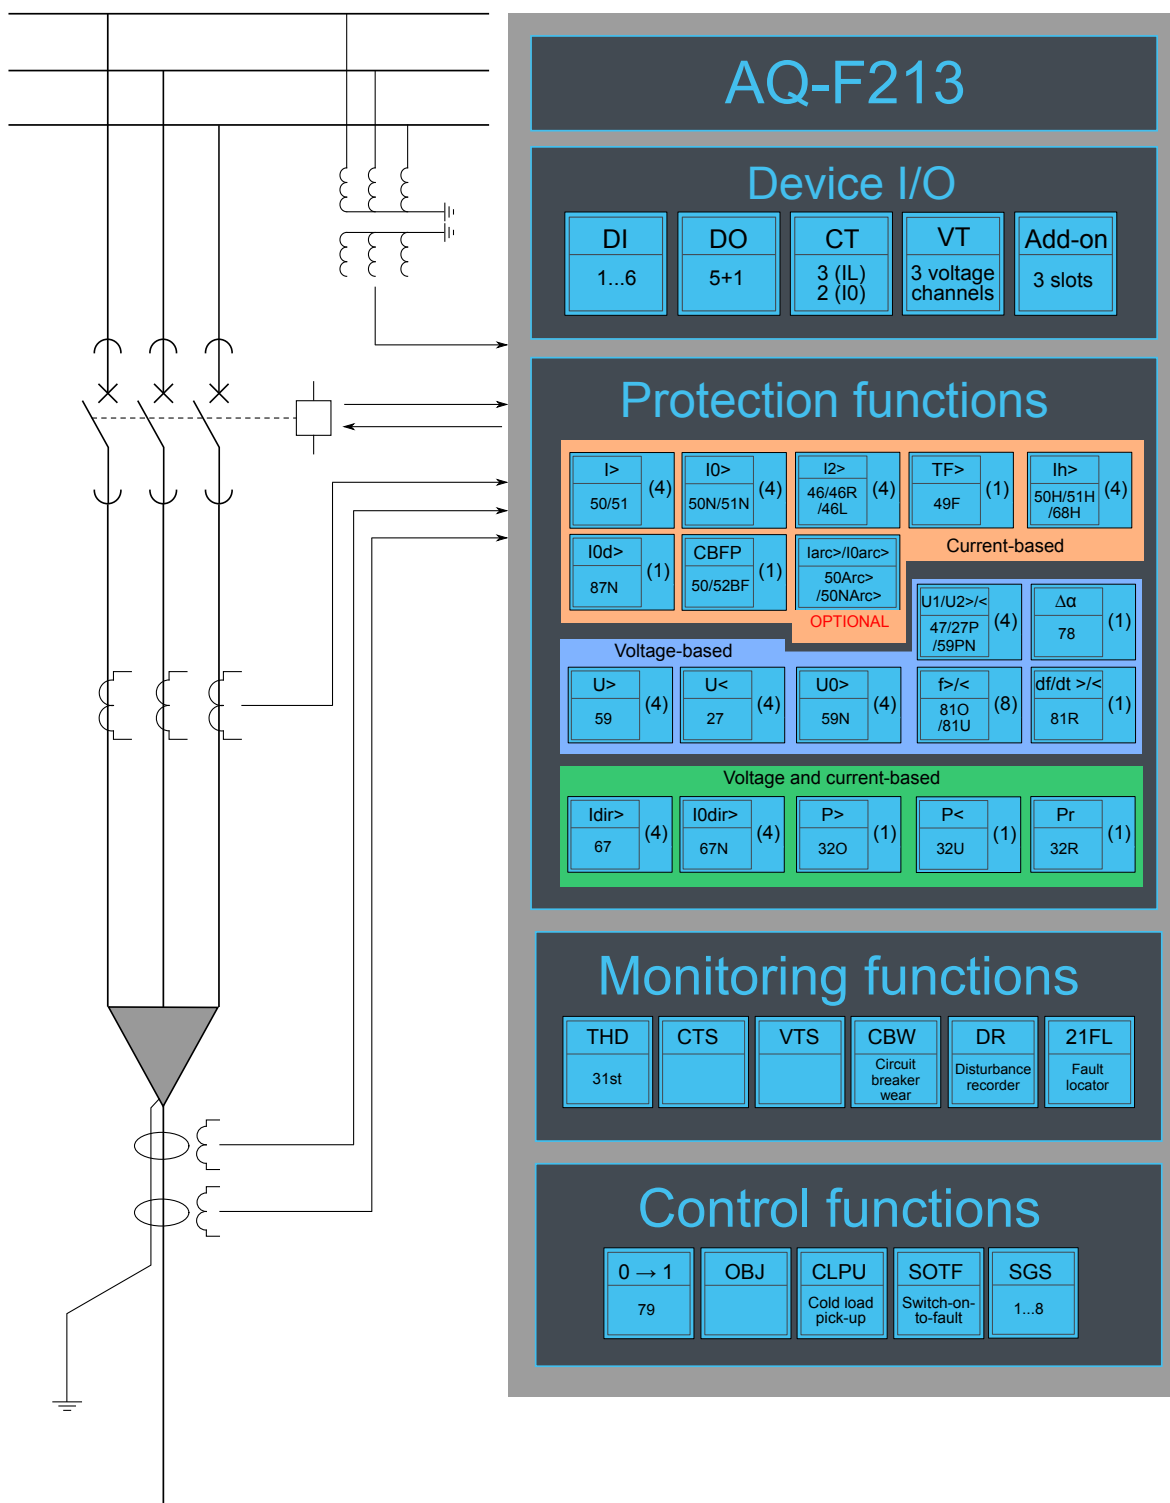 AQ-F213
Device I/O
DI
1...6
DO
5+1
CT
3 (IL)
2 (I0)
VT
3 voltage
channels
Add-on
3 slots
Protection functions
I>
50/51
(4)
I0>
50N/51N
(4)
I2>
46/46R
/46L
(4)
TF>
49F
(1)
Ih>
50H/51H
/68H
(4)
Current-based
I0d>
87N
(1)
CBFP
50/52BF
(1)
Iarc>/I0arc>
50Arc>
/50NArc>
OPTIONAL
U1/U2>/<
47/27P
/59PN
(4)
Δα
78
(1)
Voltage-based
U>
59
(4)
U<
27
(4)
U0>
59N
(4)
f>/<
81O
/81U
(8)
df/dt >/<
81R
(1)
Voltage and current-based
Idir>
67
(4)
I0dir>
67N
(4)
P>
32O
(1)
P<
32U
(1)
Pr
32R
(1)
Monitoring functions
THD
31st
CTS
VTS
CBW
Circuit
breaker
wear
DR
Disturbance
recorder
21FL
Fault
locator
Control functions
0 → 1
79
OBJ
CLPU
Cold load
pick-up
SOTF
Switch-on-
to-fault
SGS
1...8